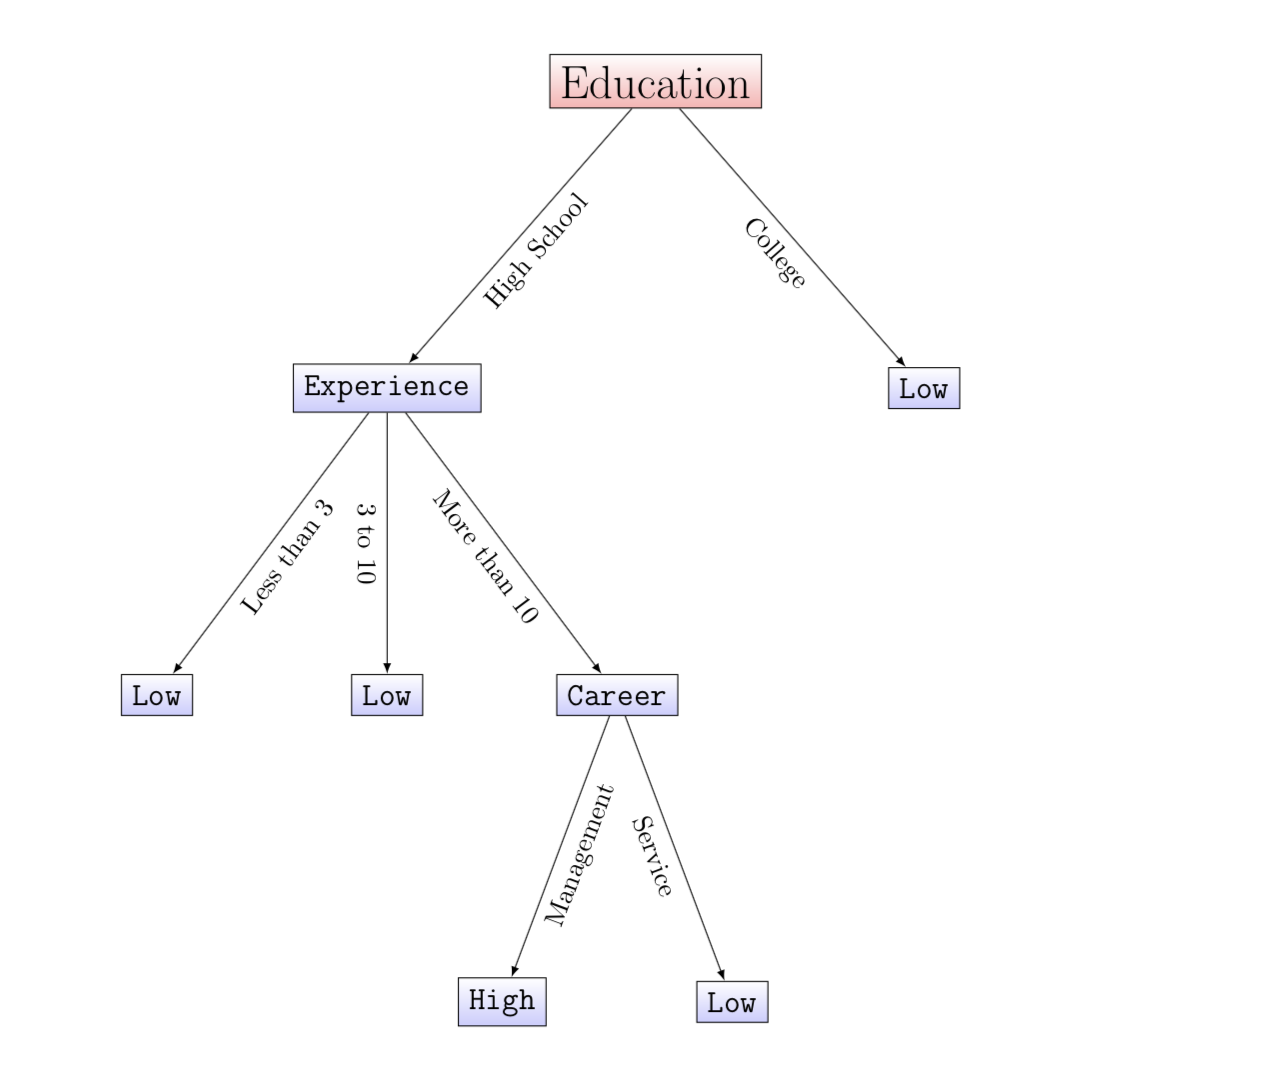 Education
High School
College
Experience
Low
Less than 3
3 to 10
More than 10
Low
Low
Career
Management
Service
High
Low